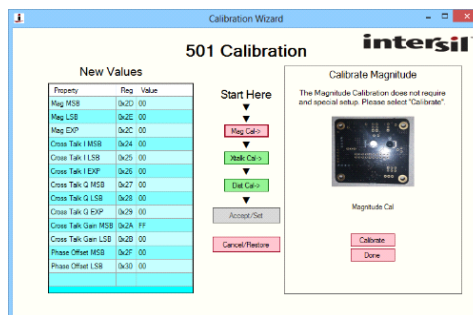 Calibration Wizard
501 Calibration
intersil
New Values
Property Reg Value
Mag MSB 0x2D 00
Mag LSB 0x2E 00
Mag EXP 0x2C 00
Cross Talk I MSB 0x24 00
Cross Talk I LSB 0x25 00
Cross Talk I EXP 0x26 00
Cross Talk Q MSB 0x27 00
Cross Talk Q LSB 0x28 00
Cross Talk Q EXP 0x29 00
Cross Talk Gain MSB 0x2A FF
Cross Talk Gain LSB 0x2B 00
Phase Offset MSB 0x2F 00
Phase Offset LSB 0x30 00
Start Here
Mag Cal->
Xtalk Cal->
Dist Cal->
Accept/Set
Cancel/Restore
Calibrate Magnitude
The Magnitude Calibration does not require
and special setup. Please select "Calibrate".
Magnitude Cal
Calibrate
Done